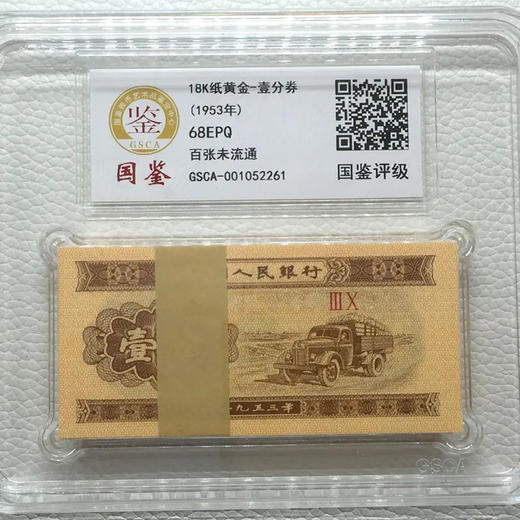 18K纸黄金-壹分券
(1953年)
68EPQ
百张未流通
GSCA-001052261
鉴
GSCA
国鉴
国鉴评级
国人民银行
ⅢX
壹
九五三年
GSCA